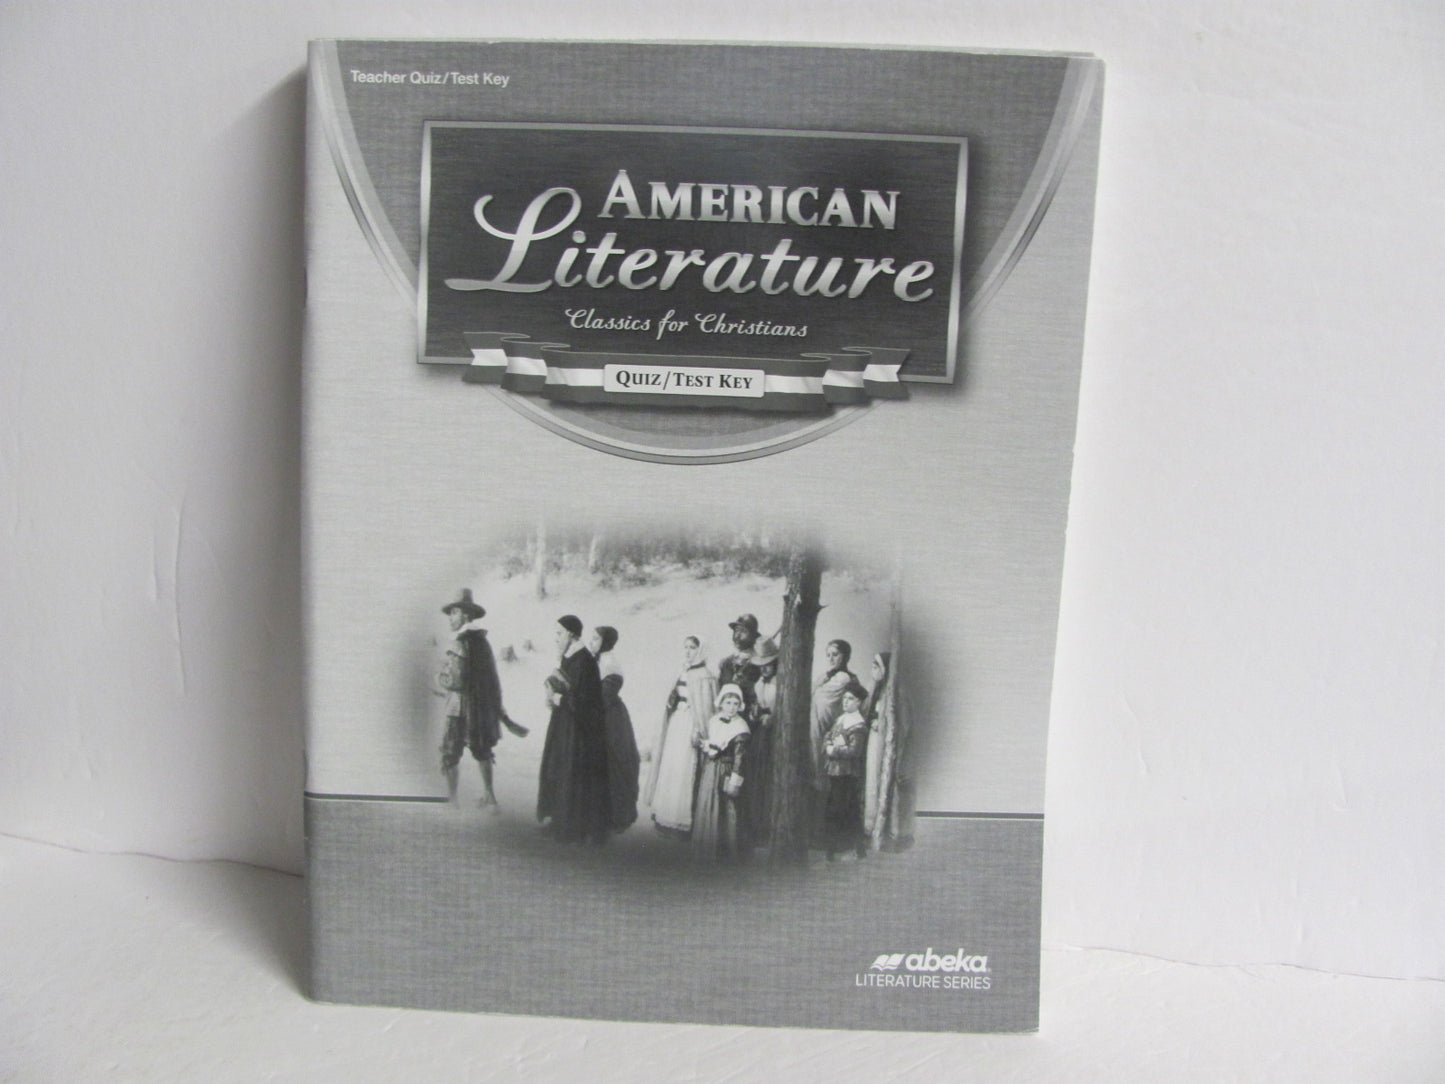 Teacher Quiz/Test Key
AMERICAN
Literature
Classics for Christians
QUIZ/TEST KEY
abeka
LITERATURE SERIES